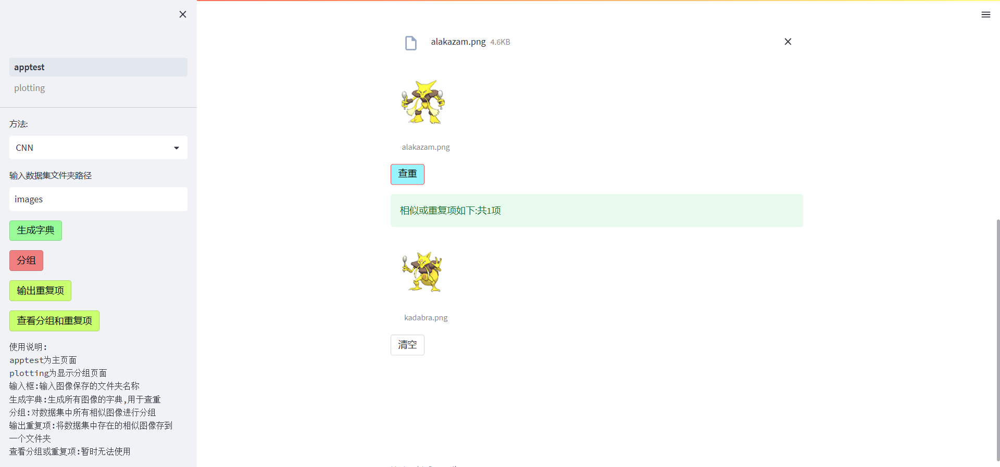 apptest
plotting
方法:
CNN
输入数据集文件夹路径
images
生成字典
分组
输出重复项
查看分组和重复项
使用说明:
apptest为主页面
plotting为显示分组页面
输入框:输入图像保存的文件夹名称
生成字典:生成所有图像的字典,用于查重
分组:对数据集中所有相似图像进行分组
输出重复项:将数据集中存在的相似图像存到
一个文件夹
查看分组或重复项:暂时无法使用
alakazam.png 4.6KB
alakazam.png
查重
相似或重复项如下:共1项
kadabra.png
清空